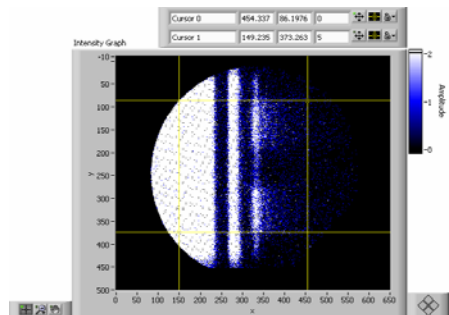 Cursor 0 454.337 86.1976 0
Cursor 1 149.235 373.263 5
Intensity Graph
-10
50
100
150
200
250
300
350
400
450
500
Y
0 50 100 150 200 250 300 350 400 450 500 550 600 650
x
-2
-1
-0
Amplitude